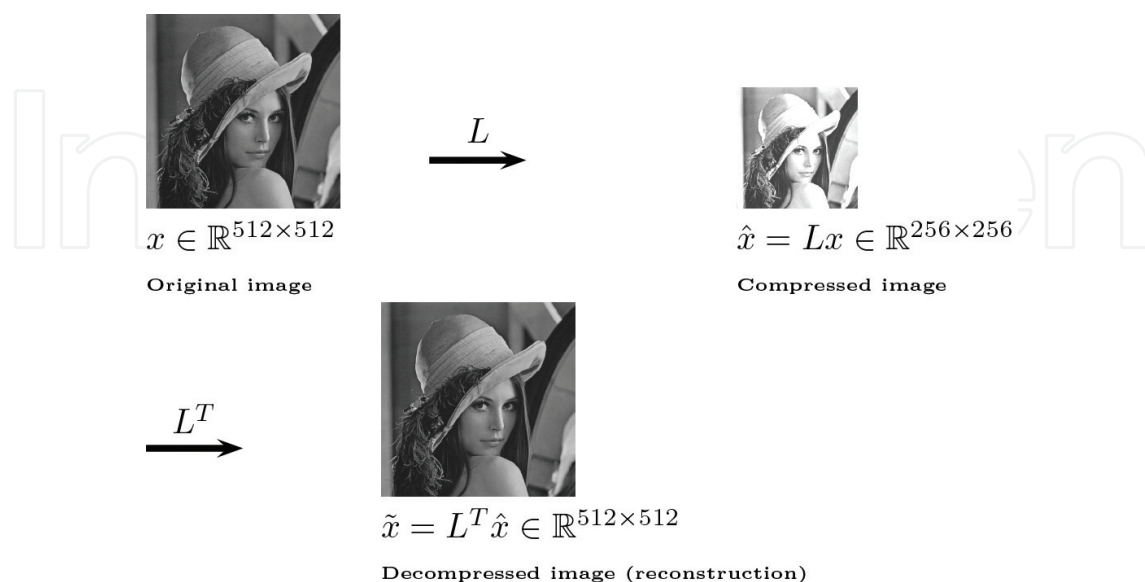 L
x ∈ ℝ^{512×512}
Original image
x̂ = Lx ∈ ℝ^{256×256}
Compressed image
L^T
x̃ = L^T x̂ ∈ ℝ^{512×512}
Decompressed image (reconstruction)